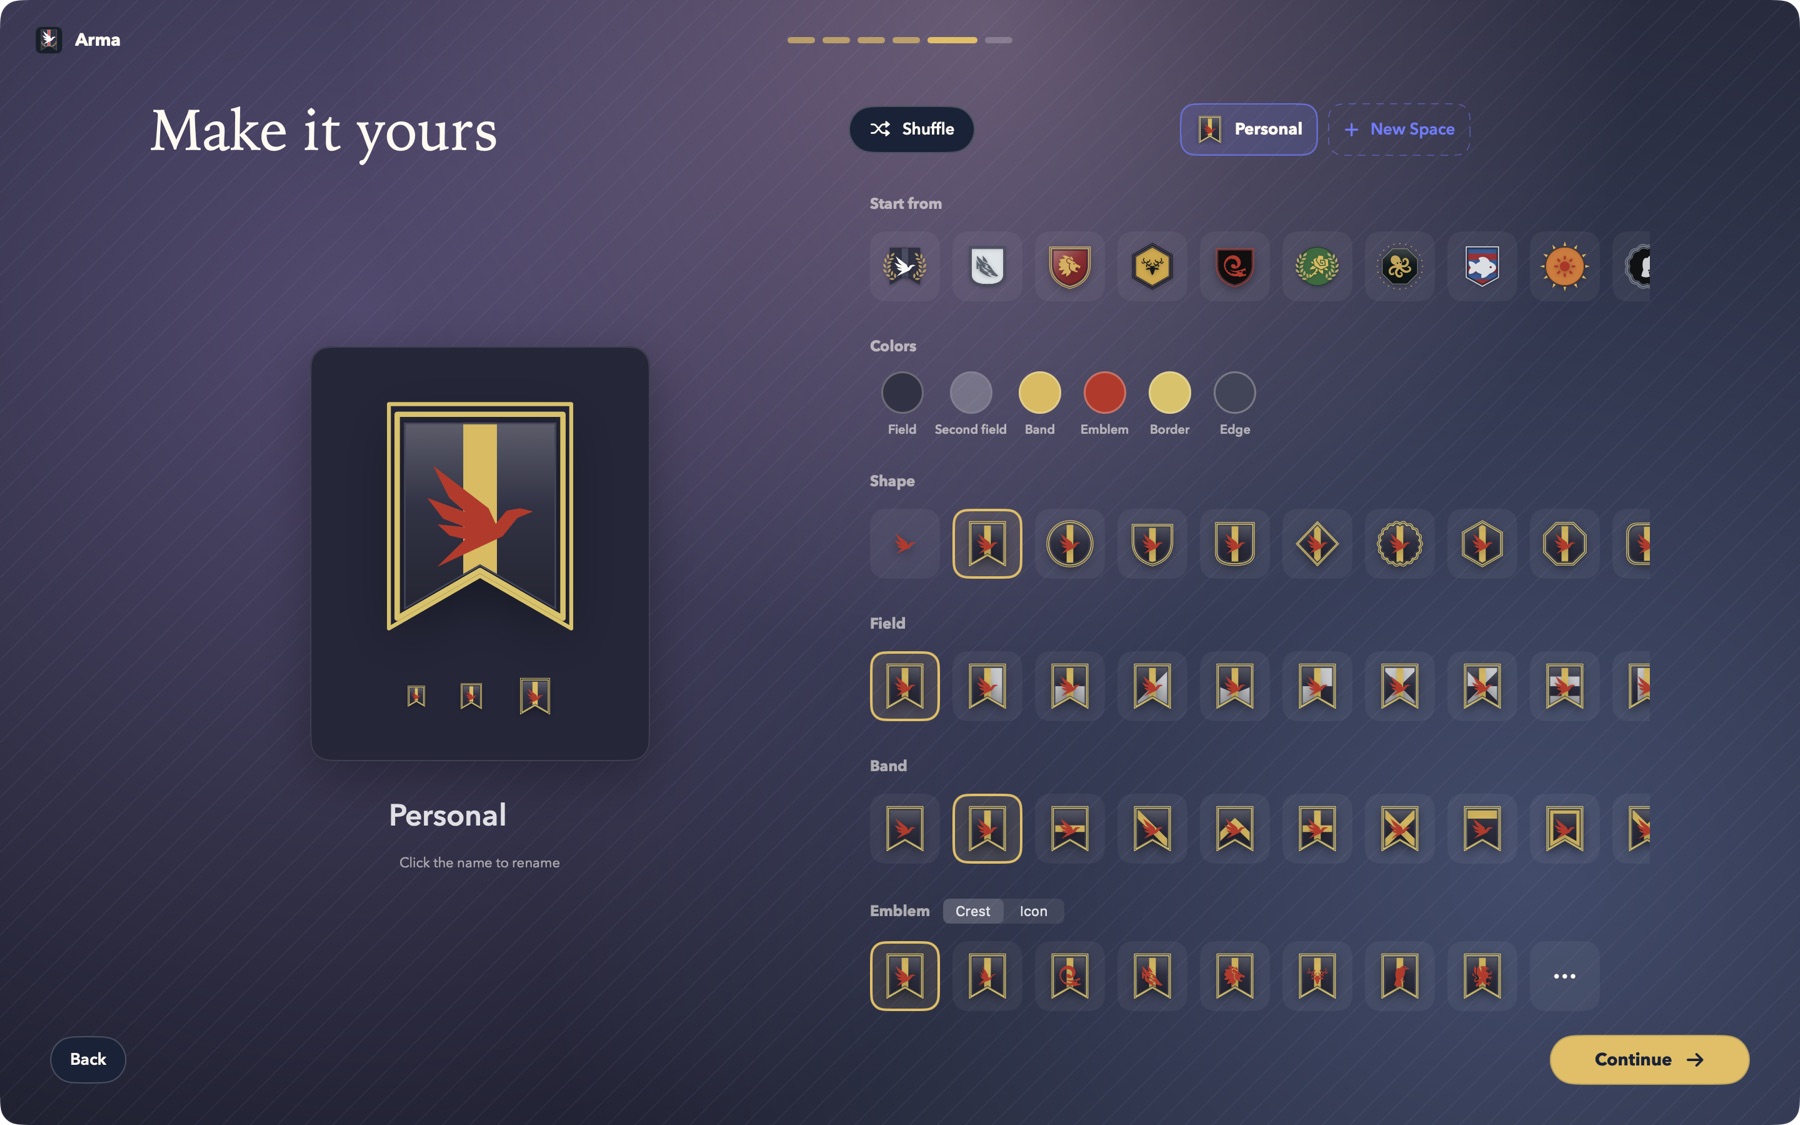 Arma
Make it yours
Shuffle
Personal
+ New Space
Start from
Colors
Field
Second field
Band
Emblem
Border
Edge
Shape
Field
Band
Personal
Click the name to rename
Emblem
Crest
Icon
...
Back
Continue →